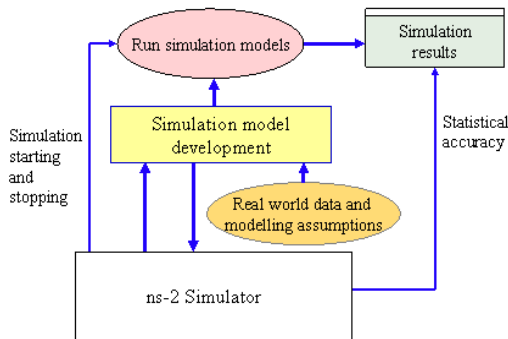 Run simulation models
Simulation
results
Simulation model
development
Simulation
starting
and
stopping
Statistical
accuracy
Real world data and
modelling assumptions
ns-2 Simulator